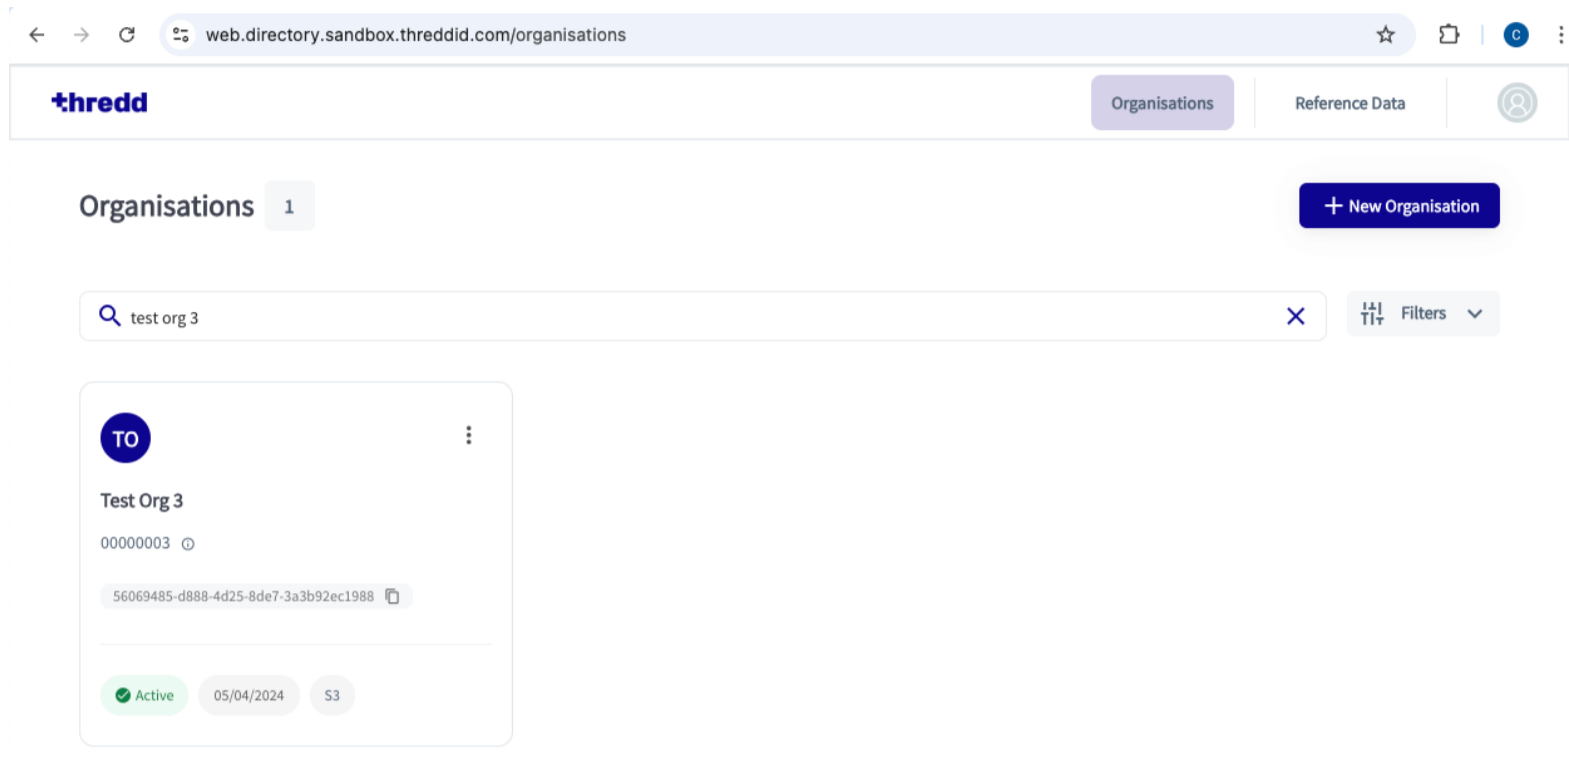 web.directory.sandbox.threddid.com/organisations
C
thredd
Organisations
Reference Data
Organisations 1
+ New Organisation
test org 3
Filters
TO
Test Org 3
00000003
56069485-d888-4d25-8de7-3a3b92ec1988
Active 05/04/2024 S3